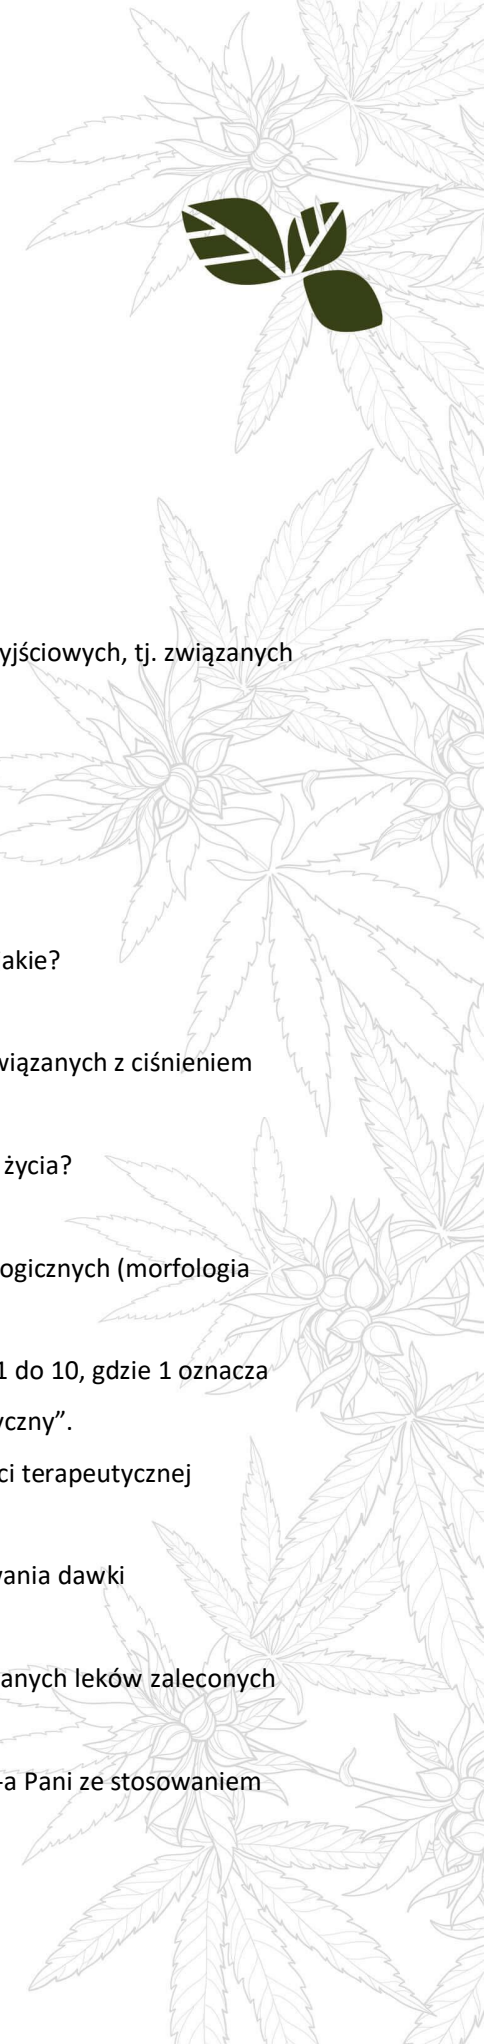 yjściowych, tj. związanych
akie?
wiązanych z ciśnieniem
życia?
ogicznych (morfologia
1 do 10, gdzie 1 oznacza
yczny”.
ci terapeutycznej
wania dawki
anych leków zaleconych
-a Pani ze stosowaniem